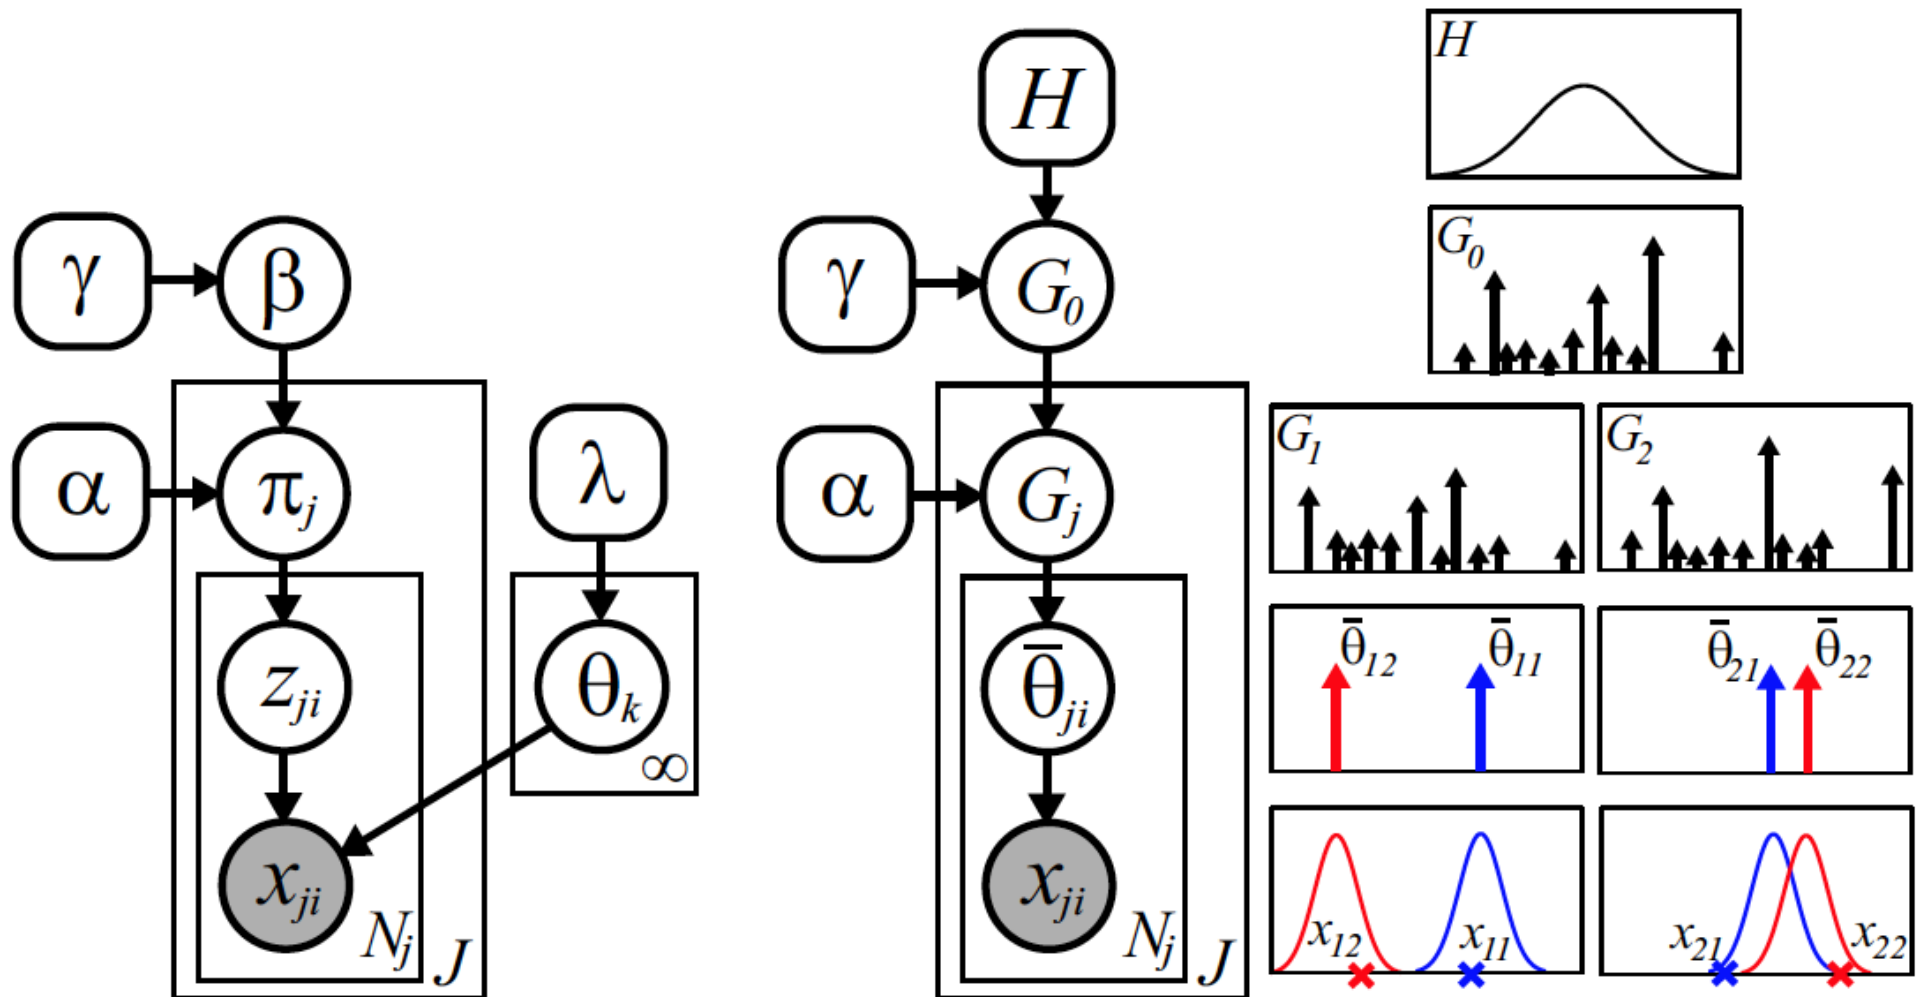 γ
β
α
π_j
λ
z_ji
θ_k
∞
x_ji
N_j
J
H
γ
G_0
α
G_j
θ̄_ji
x_ji
N_j
J
H
G_0
G_1
G_2
θ̄_12
θ̄_11
θ̄_21
θ̄_22
x_12
x_11
x_21
x_22